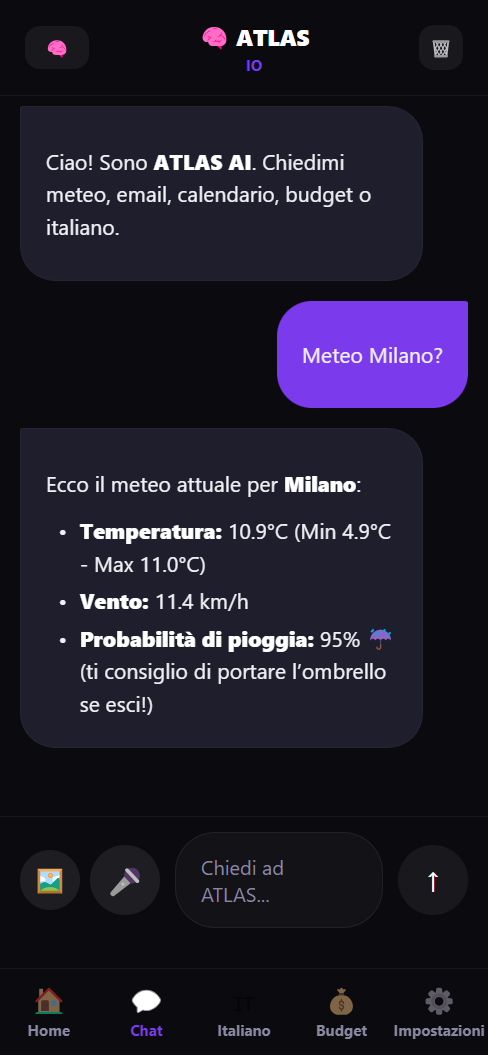 ATLAS
IO
Ciao! Sono ATLAS AI. Chiedimi
meteo, email, calendario, budget o
italiano.
Meteo Milano?
Ecco il meteo attuale per Milano:
• Temperatura: 10.9°C (Min 4.9°C
- Max 11.0°C)
• Vento: 11.4 km/h
• Probabilità di pioggia: 95% ☔
(ti consiglio di portare l’ombrello
se esci!)
Chiedi ad
ATLAS...
↑
IT
Home
Chat
Italiano
Budget
Impostazioni